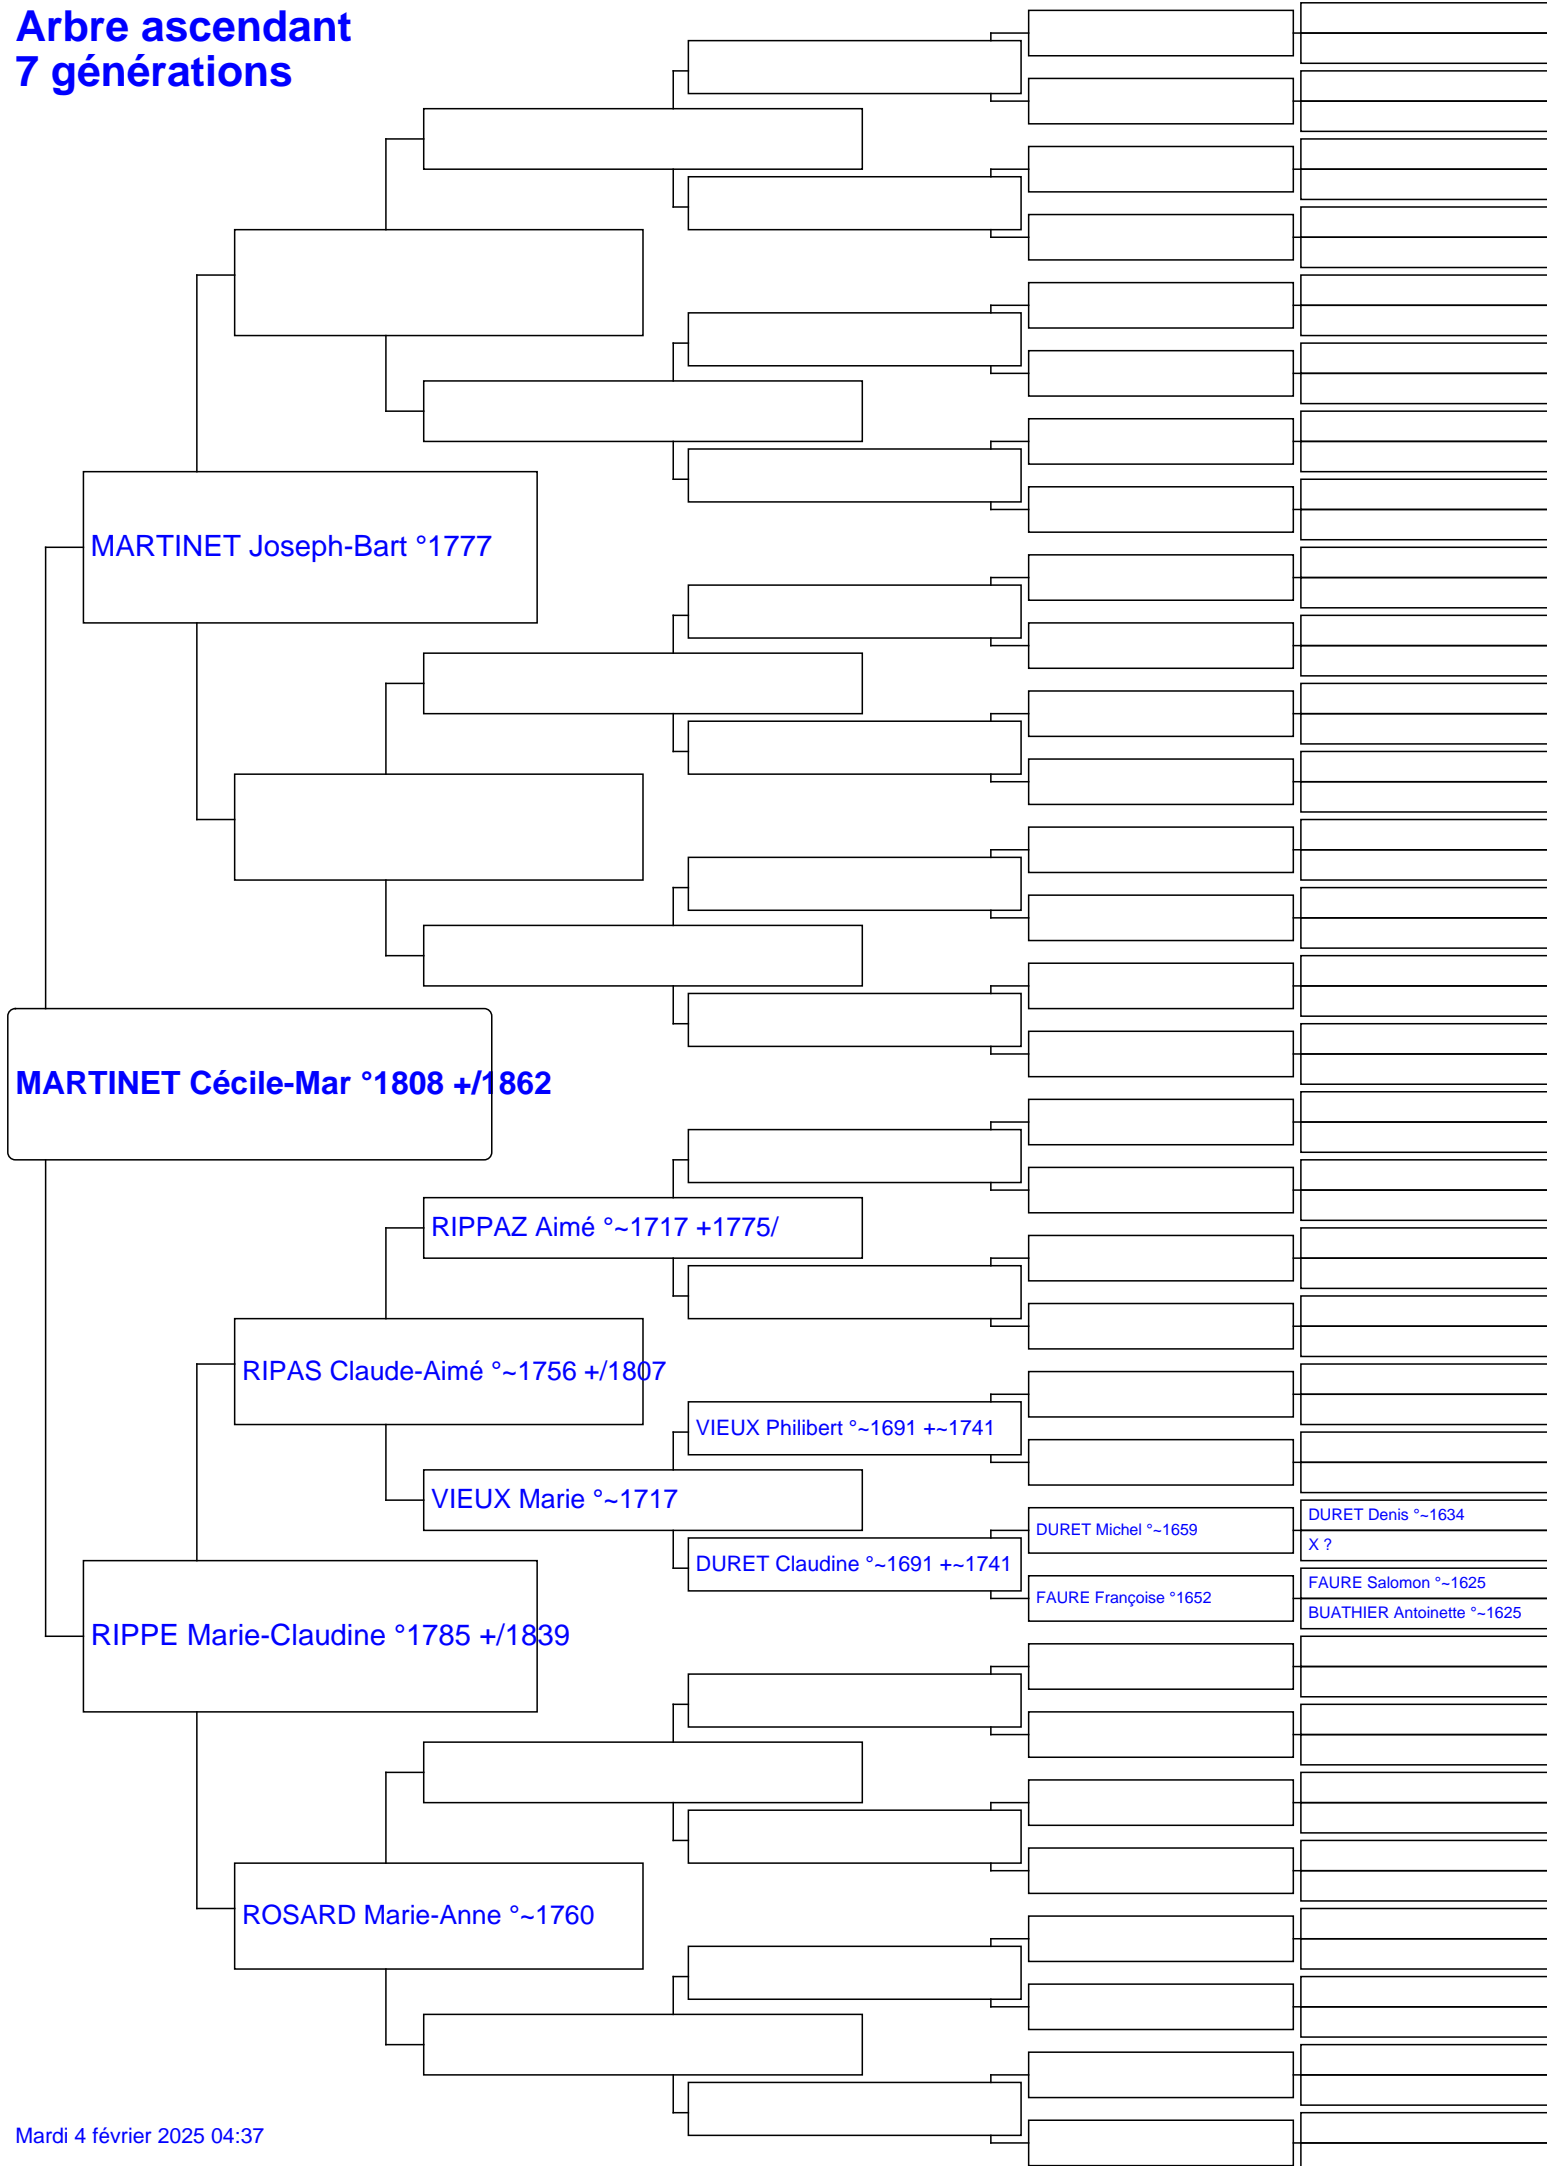 Arbre ascendant
7 générations
MARTINET Joseph-Bart °1777
MARTINET Cécile-Mar °1808 +/1862
RIPPAZ Aimé °~1717 +1775/
RIPAS Claude-Aimé °~1756 +/1807
VIEUX Philibert °~1691 +~1741
VIEUX Marie °~1717
DURET Denis °~1634
DURET Michel °~1659
X ?
DURET Claudine °~1691 +~1741
FAURE Salomon °~1625
FAURE Françoise °1652
BUATHIER Antoinette °~1625
RIPPE Marie-Claudine °1785 +/1839
ROSARD Marie-Anne °~1760
Mardi 4 février 2025 04:37